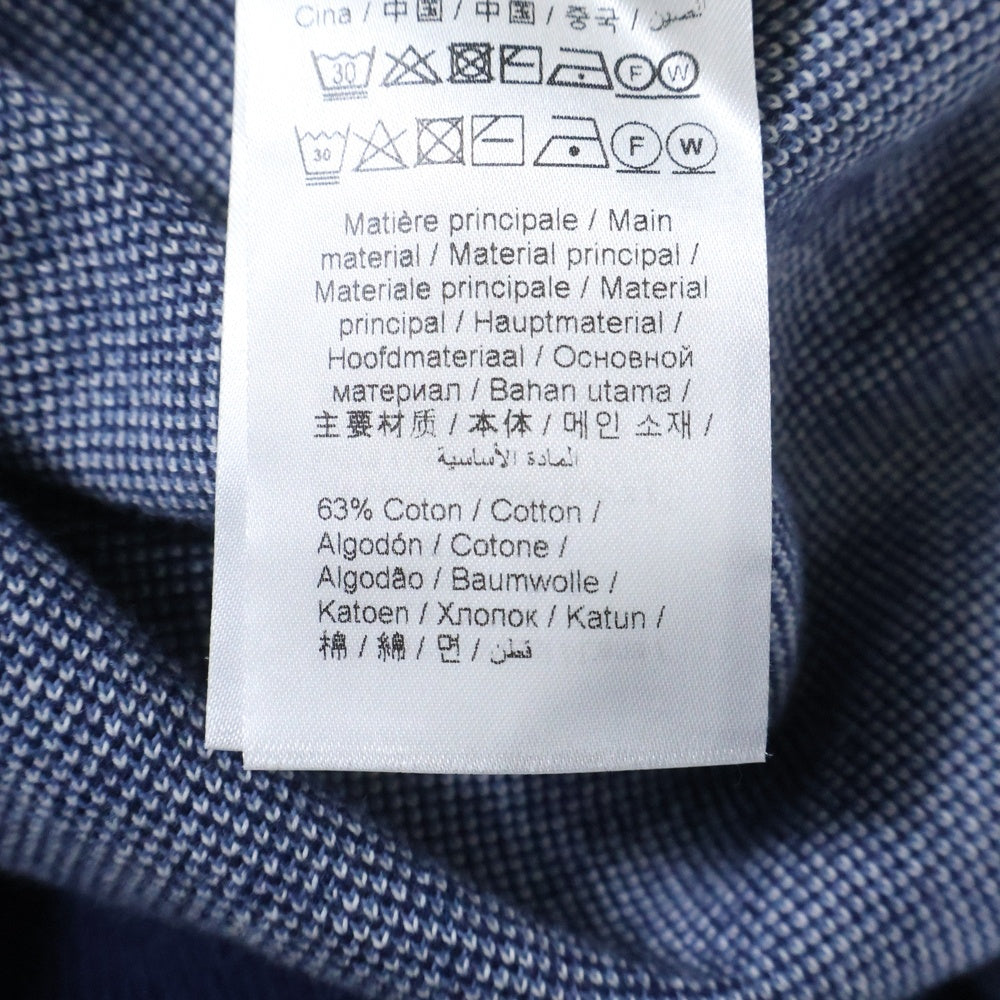 Cina / 中国 / 中国 / 중국 / الصين
30 F W
30 F W
Matière principale / Main
material / Material principal /
Materiale principale / Material
principal / Hauptmaterial /
Hoofdmateriaal / Основной
материал / Bahan utama /
主要材质 / 本体 / 메인 소재 /
المادة الأساسية
63% Coton / Cotton /
Algodón / Cotone /
Algodão / Baumwolle /
Katoen / Хлопок / Katun /
棉 / 綿 / 면 / قطن